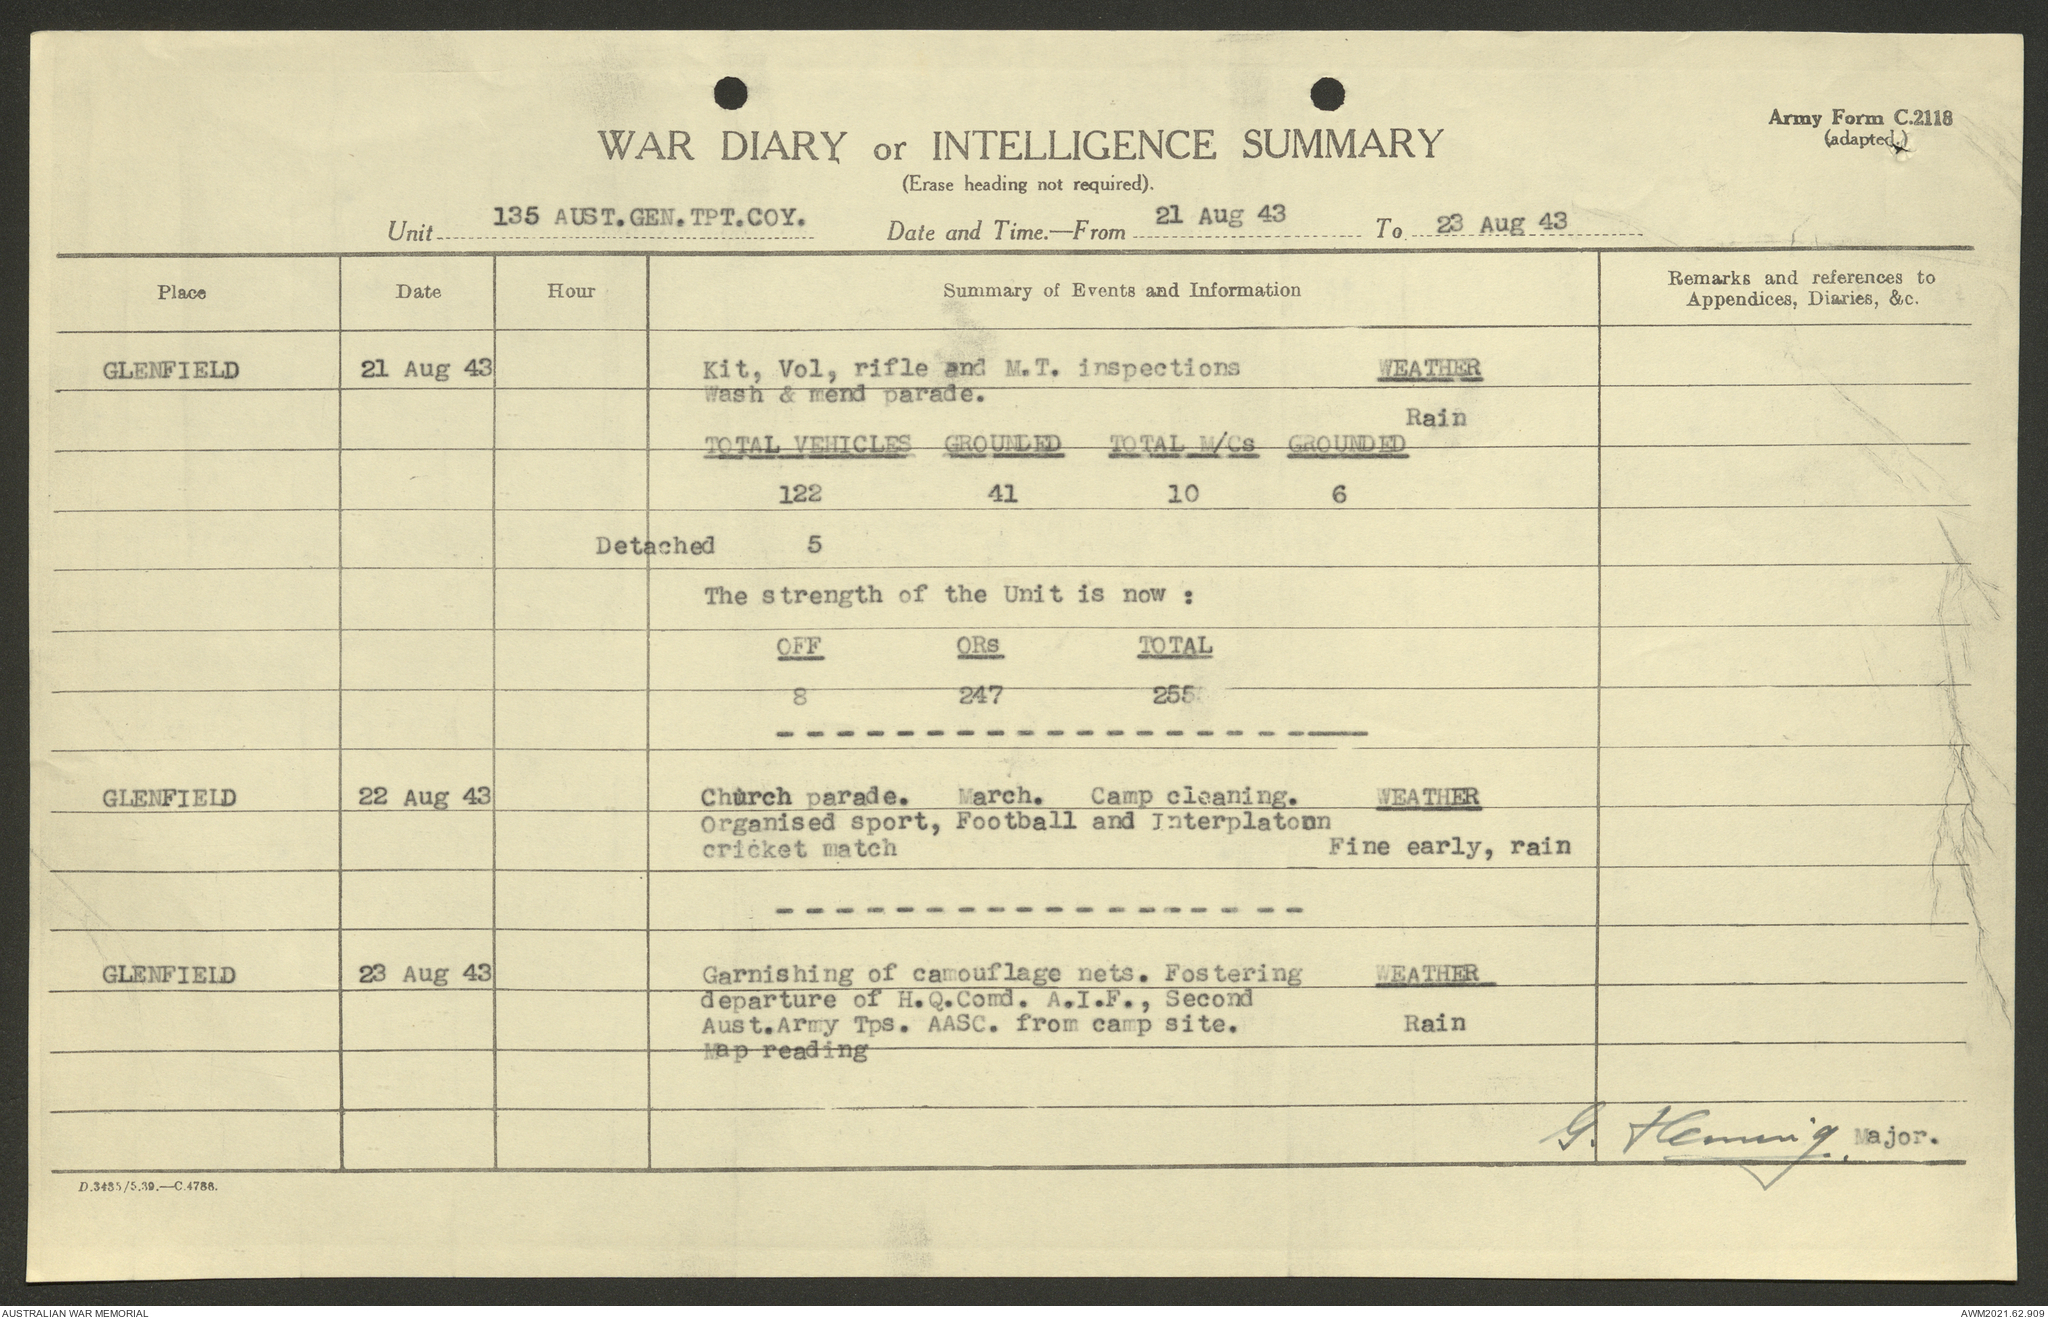 Army Form C.2118
(adapted.)
WAR DIARY or INTELLIGENCE SUMMARY
(Erase heading not required).
Unit 135 AUST.GEN.TPT.COY. Date and Time.—From 21 Aug 43 To 23 Aug 43
Place Date Hour Summary of Events and Information Remarks and references to
Appendices, Diaries, &c.
GLENFIELD 21 Aug 43 Kit, Vol, rifle and M.T. inspections WEATHER
Wash & mend parade.
Rain
TOTAL VEHICLES GROUNDED TOTAL M/Cs GROUNDED
122 41 10 6
Detached 5
The strength of the Unit is now :
OFF ORs TOTAL
8 247 255
GLENFIELD 22 Aug 43 Church parade. March. Camp cleaning. WEATHER
Organised sport, Football and Interplatoon
cricket match Fine early, rain
GLENFIELD 23 Aug 43 Garnishing of camouflage nets. Fostering WEATHER
departure of H.Q.Comd. A.I.F., Second
Aust.Army Tps. AASC. from camp site. Rain
Map reading
G. Flemmig Major.
D.3485/5.39.—C.4786.
AUSTRALIAN WAR MEMORIAL AWM2021.62.909